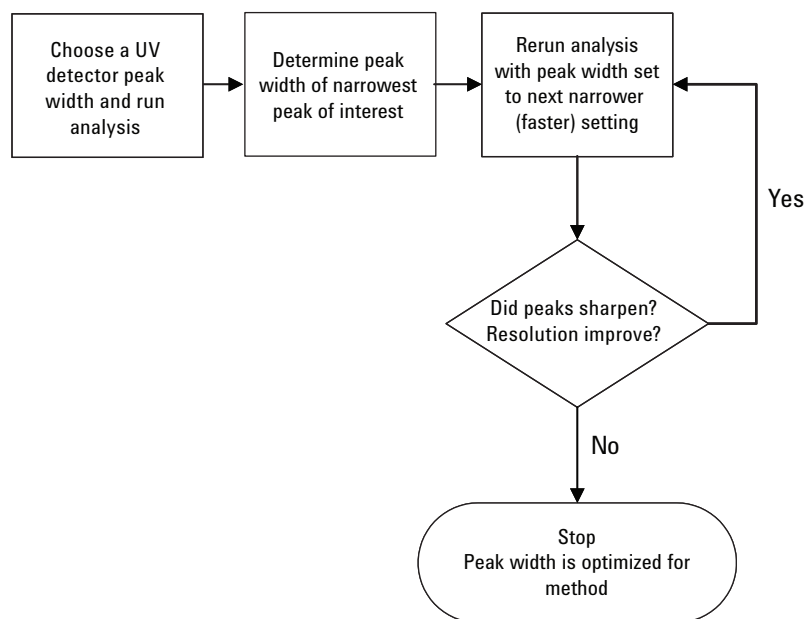 Choose a UV
detector peak
width and run
analysis
Determine peak
width of narrowest
peak of interest
Rerun analysis
with peak width set
to next narrower
(faster) setting
Yes
Did peaks sharpen?
Resolution improve?
No
Stop
Peak width is optimized for
method